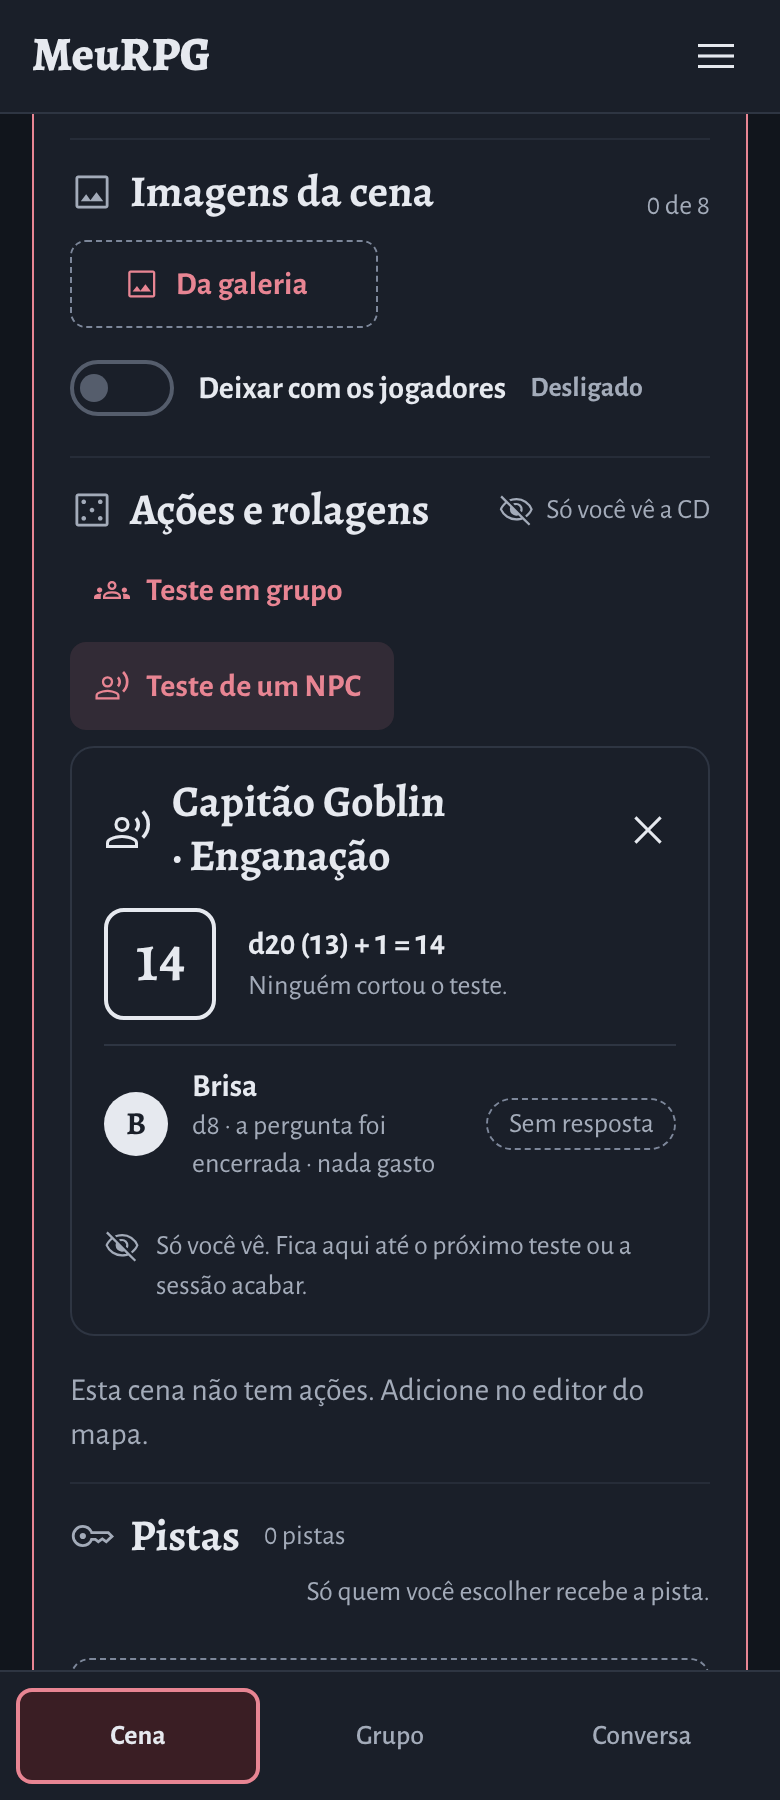 MeuRPG
Imagens da cena
0 de 8
Da galeria
Deixar com os jogadores Desligado
Ações e rolagens
Só você vê a CD
Teste em grupo
Teste de um NPC
Capitão Goblin
· Enganação
14
d20 (13) + 1 = 14
Ninguém cortou o teste.
B
Brisa
d8 · a pergunta foi
encerrada · nada gasto
Sem resposta
Só você vê. Fica aqui até o próximo teste ou a
sessão acabar.
Esta cena não tem ações. Adicione no editor do
mapa.
Pistas 0 pistas
Só quem você escolher recebe a pista.
Cena
Grupo
Conversa